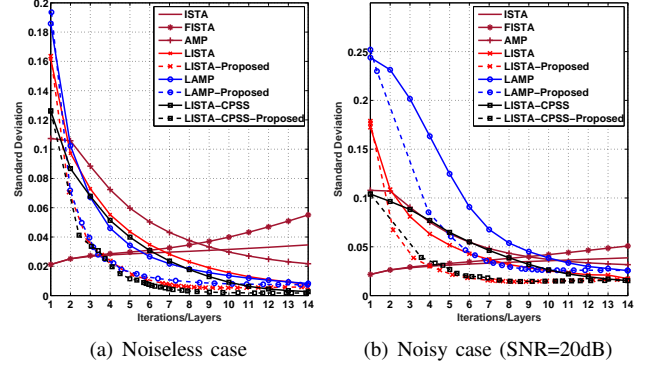 0.2
0.18
0.16
0.14
0.12
0.1
0.08
0.06
0.04
0.02
0
Standard Deviation
ISTA
FISTA
AMP
LISTA
LISTA-Proposed
LAMP
LAMP-Proposed
LISTA-CPSS
LISTA-CPSS-Proposed
1 2 3 4 5 6 7 8 9 10 11 12 13 14
Iterations/Layers
(a) Noiseless case
0.25
0.2
0.15
0.1
0.05
0
Standard Deviation
ISTA
FISTA
AMP
LISTA
LISTA-Proposed
LAMP
LAMP-Proposed
LISTA-CPSS
LISTA-CPSS-Proposed
1 2 3 4 5 6 7 8 9 10 11 12 13 14
Iterations/Layers
(b) Noisy case (SNR=20dB)